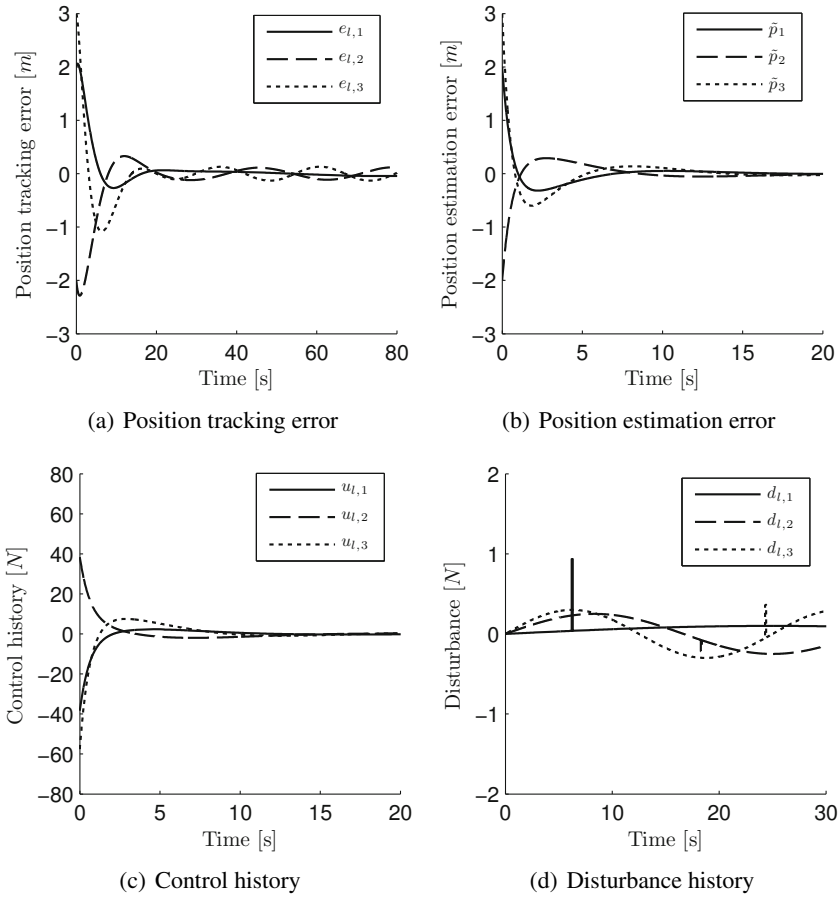 3
2
1
0
−1
−2
−3
0 20 40 60 80
Position tracking error [m]
Time [s]
e_{l,1}
e_{l,2}
e_{l,3}
(a) Position tracking error
3
2
1
0
−1
−2
−3
0 5 10 15 20
Position estimation error [m]
Time [s]
p̃_1
p̃_2
p̃_3
(b) Position estimation error
80
60
40
20
0
−20
−40
−60
−80
0 5 10 15 20
Control history [N]
Time [s]
u_{l,1}
u_{l,2}
u_{l,3}
(c) Control history
2
1
0
−1
−2
0 10 20 30
Disturbance [N]
Time [s]
d_{l,1}
d_{l,2}
d_{l,3}
(d) Disturbance history